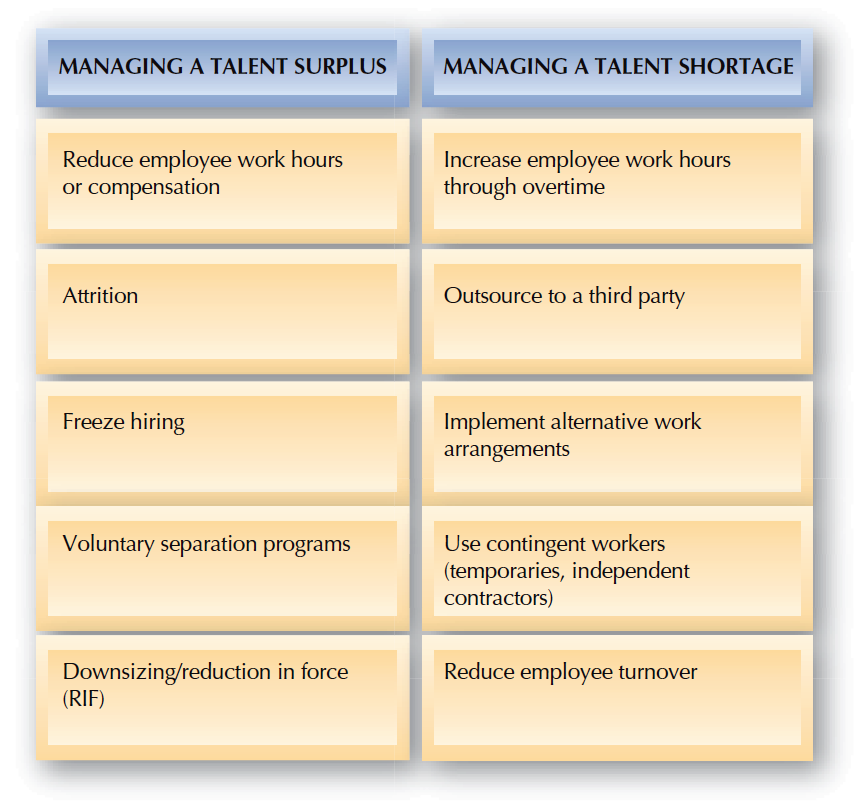 MANAGING A TALENT SURPLUS
MANAGING A TALENT SHORTAGE
Reduce employee work hours
or compensation
Increase employee work hours
through overtime
Attrition
Outsource to a third party
Freeze hiring
Implement alternative work
arrangements
Voluntary separation programs
Use contingent workers
(temporaries, independent
contractors)
Downsizing/reduction in force
(RIF)
Reduce employee turnover